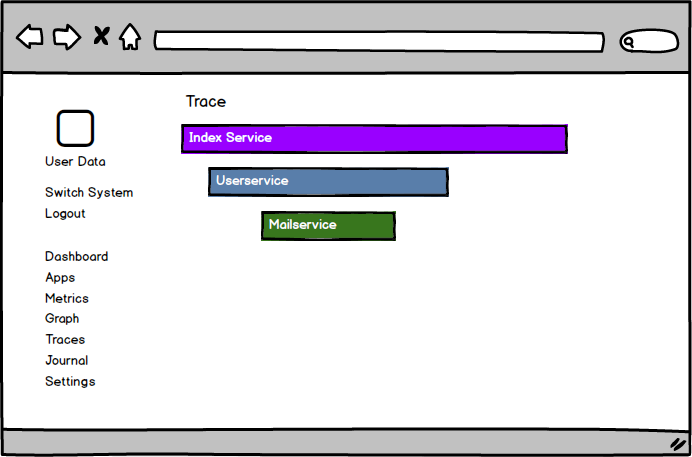 Trace
Index Service
Userservice
Mailservice
User Data
Switch System
Logout
Dashboard
Apps
Metrics
Graph
Traces
Journal
Settings